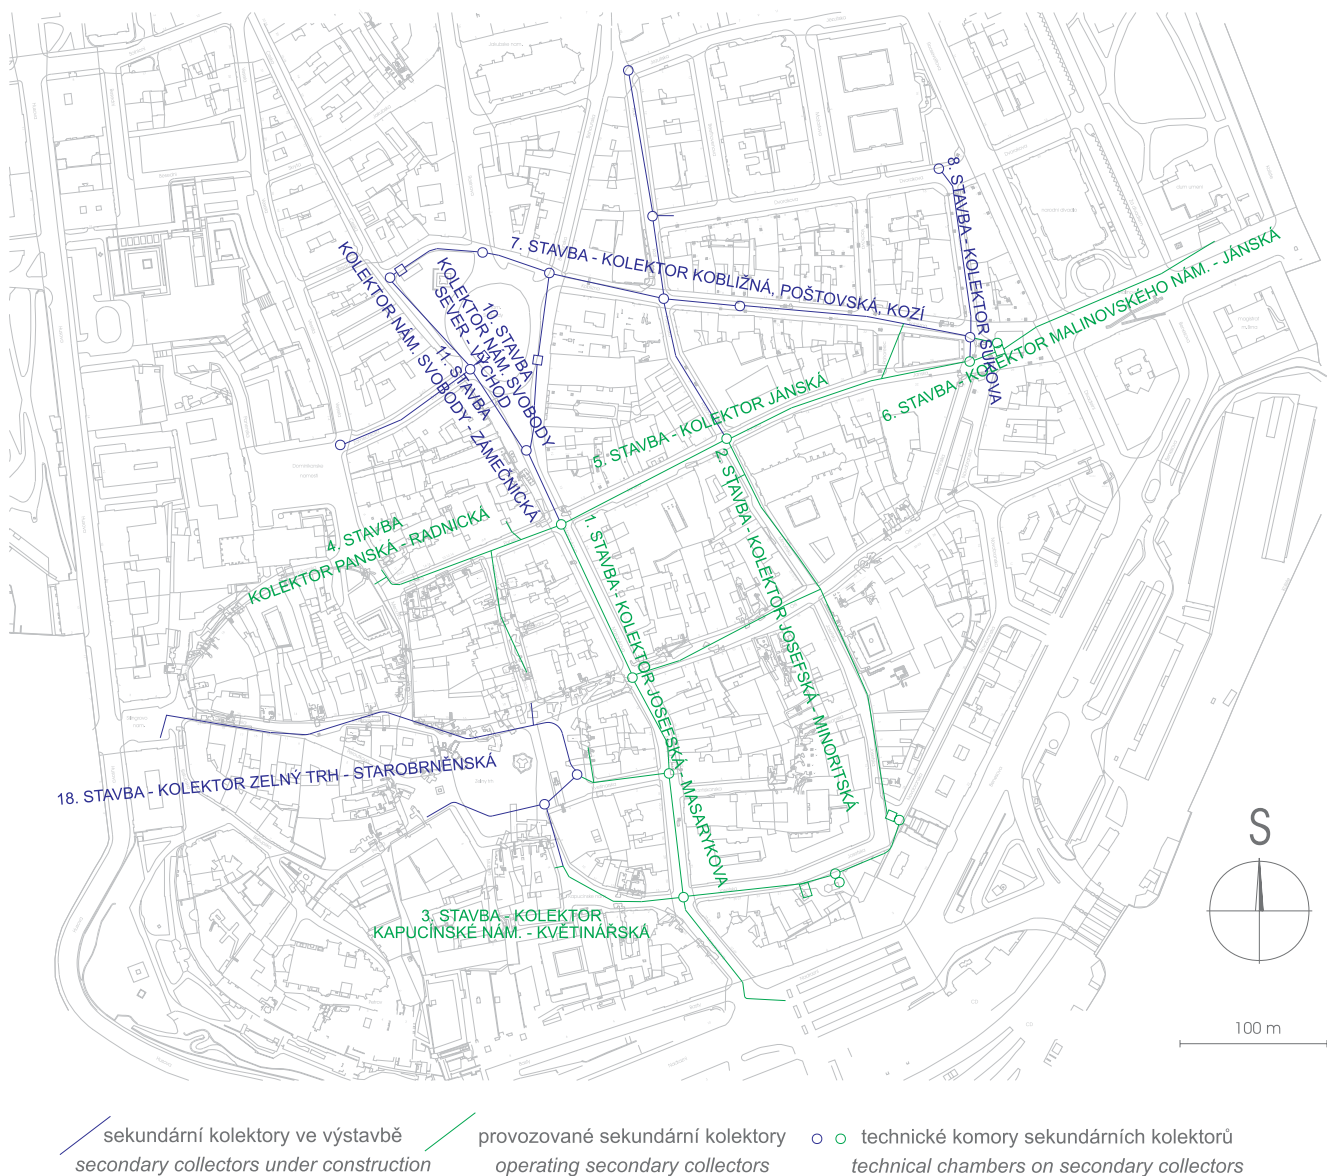 7. STAVBA - KOLEKTOR KOBLIŽNÁ, POŠTOVSKÁ, KOZÍ
8. STAVBA - KOLEKTOR SUKOVA
10. STAVBA
KOLEKTOR NÁM. SVOBODY
SEVER - VÝCHOD
11. STAVBA
KOLEKTOR NÁM. SVOBODY - ZÁMEČNICKÁ
6. STAVBA - KOLEKTOR MALINOVSKÉHO NÁM. - JÁNSKÁ
5. STAVBA - KOLEKTOR JÁNSKÁ
4. STAVBA
KOLEKTOR PANSKÁ - RADNICKÁ
1. STAVBA - KOLEKTOR JOSEFSKÁ - MASARYKOVA
2. STAVBA - KOLEKTOR JOSEFSKÁ - MINORITSKÁ
18. STAVBA - KOLEKTOR ZELNÝ TRH - STAROBRNĚNSKÁ
3. STAVBA - KOLEKTOR
KAPUCÍNSKÉ NÁM. - KVĚTINÁŘSKÁ
S
100 m
sekundární kolektory ve výstavbě
secondary collectors under construction
provozované sekundární kolektory
operating secondary collectors
technické komory sekundárních kolektorů
technical chambers on secondary collectors